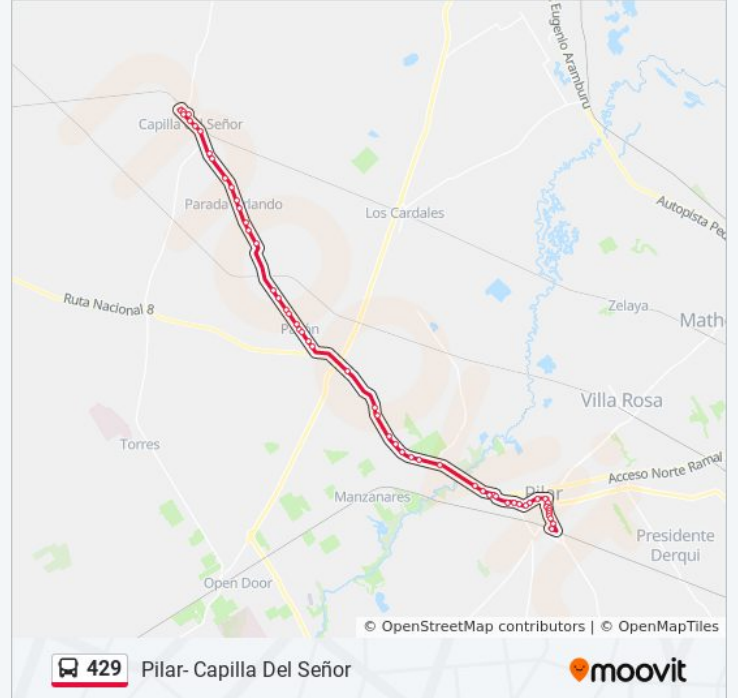 Eugenio Aramburu
Capilla del Señor
Parada Orlando
Los Cardales
Autopista Pe
Ruta Nacional 8
Zelaya
Math
Villa Rosa
Torres
Acceso Norte Ramal
Pilar
Manzanares
Presidente
Derqui
Open Door
© OpenStreetMap contributors | © OpenMapTiles
429 Pilar- Capilla Del Señor
moovit